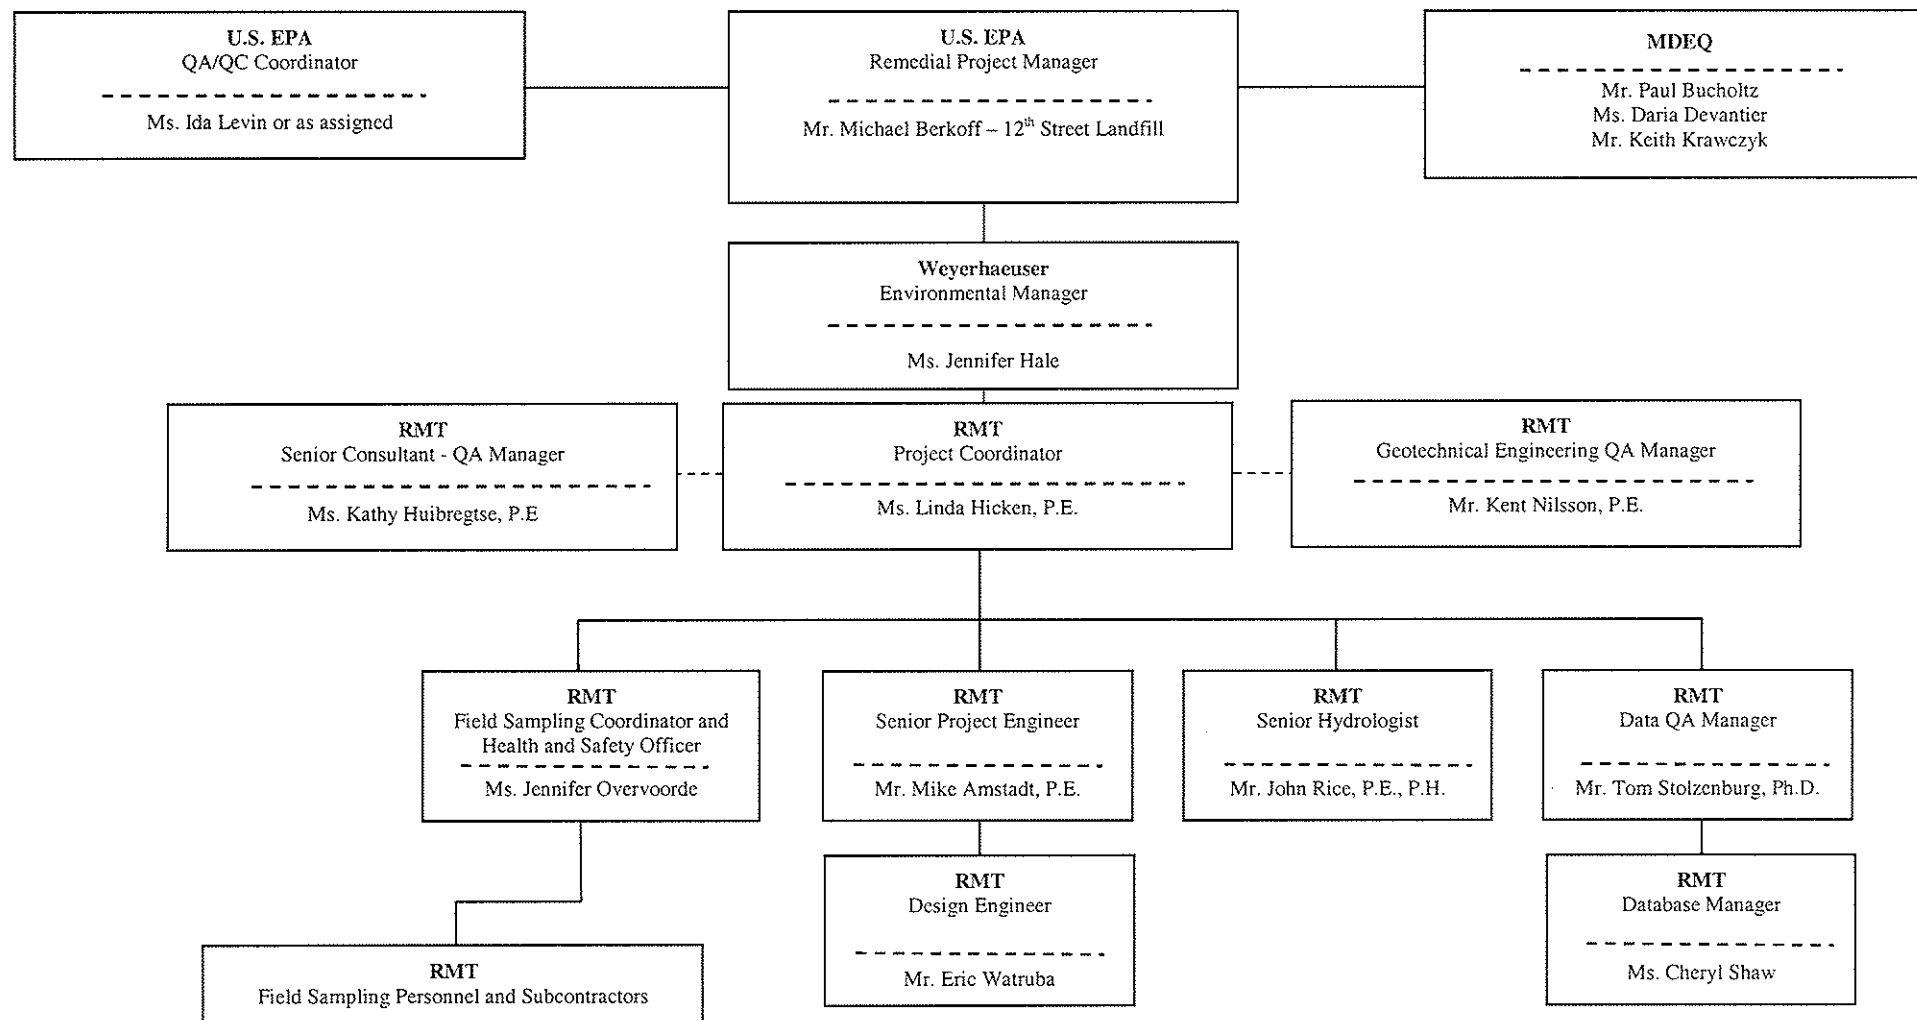 U.S. EPA
QA/QC Coordinator
Ms. Ida Levin or as assigned
U.S. EPA
Remedial Project Manager
Mr. Michael Berkoff – 12th Street Landfill
MDEQ
Mr. Paul Bucholtz
Ms. Daria Devantier
Mr. Keith Krawczyk
Weyerhaeuser
Environmental Manager
Ms. Jennifer Hale
RMT
Senior Consultant - QA Manager
Ms. Kathy Huibregtse, P.E
RMT
Project Coordinator
Ms. Linda Hicken, P.E.
RMT
Geotechnical Engineering QA Manager
Mr. Kent Nilsson, P.E.
RMT
Field Sampling Coordinator and
Health and Safety Officer
Ms. Jennifer Overvoorde
RMT
Senior Project Engineer
Mr. Mike Amstadt, P.E.
RMT
Senior Hydrologist
Mr. John Rice, P.E., P.H.
RMT
Data QA Manager
Mr. Tom Stolzenburg, Ph.D.
RMT
Field Sampling Personnel and Subcontractors
RMT
Design Engineer
Mr. Eric Watruba
RMT
Database Manager
Ms. Cheryl Shaw